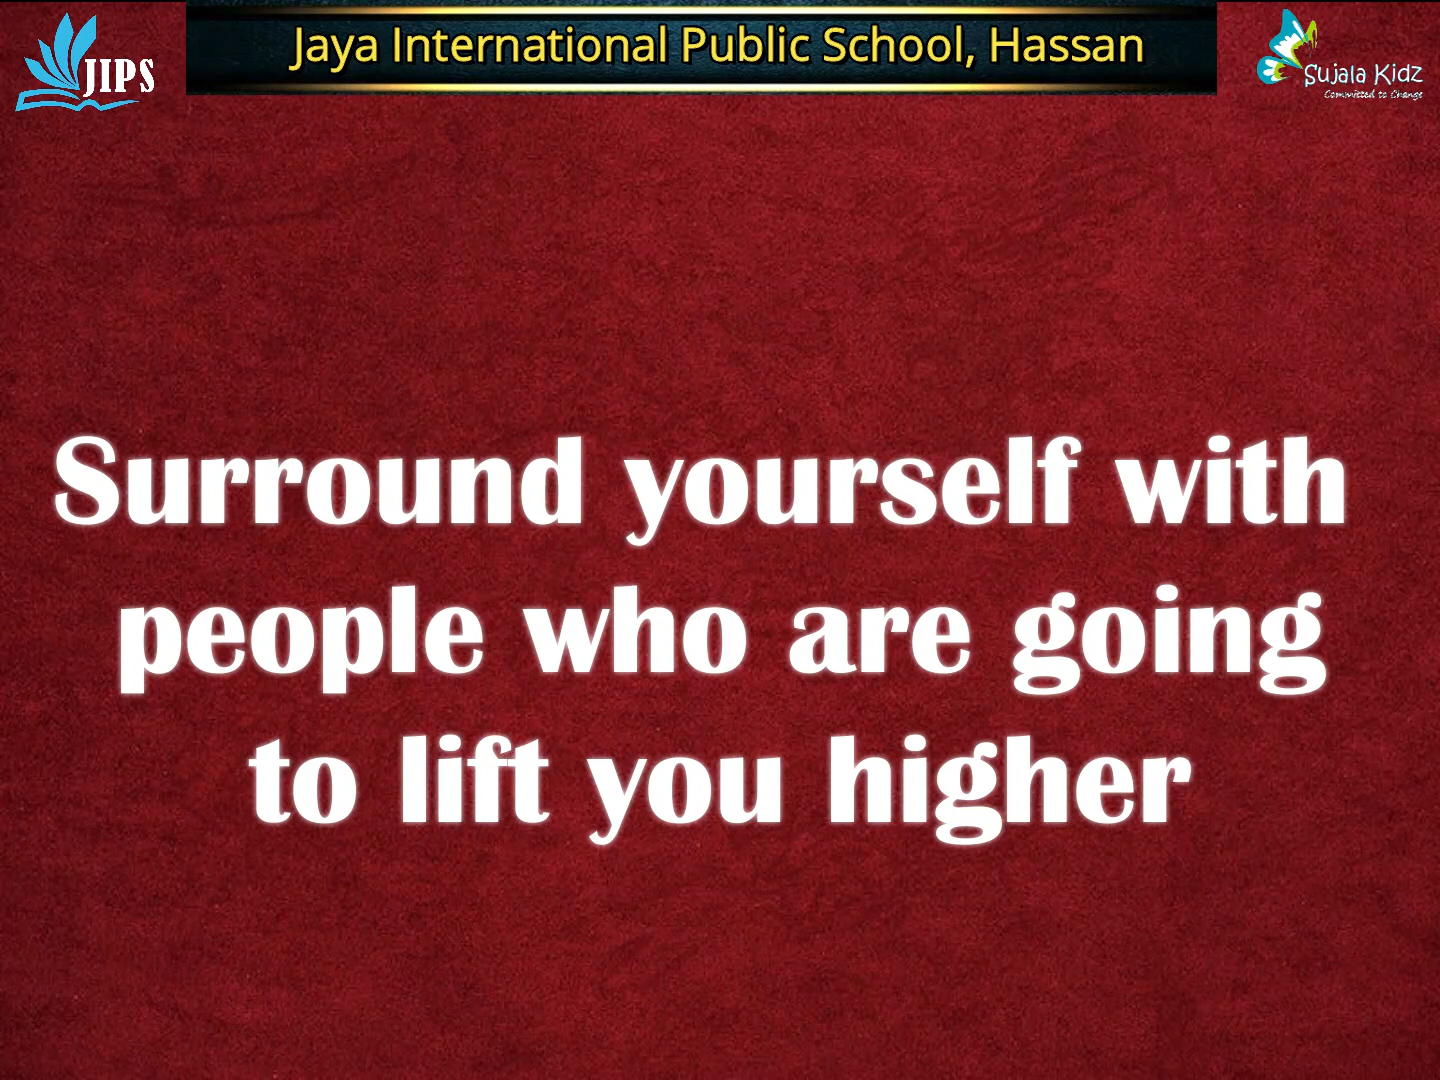 JIPS
Jaya International Public School, Hassan
Sujala Kidz
Committed to Change
Surround yourself with
people who are going
to lift you higher